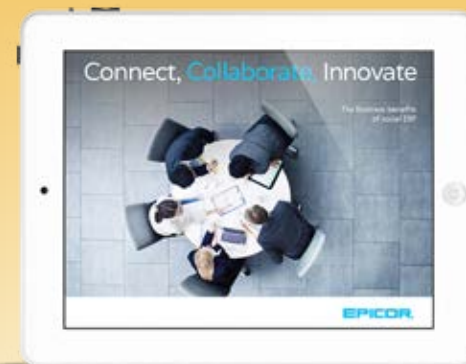 Connect, Collaborate, Innovate
The business benefits
of social ERP
EPICOR